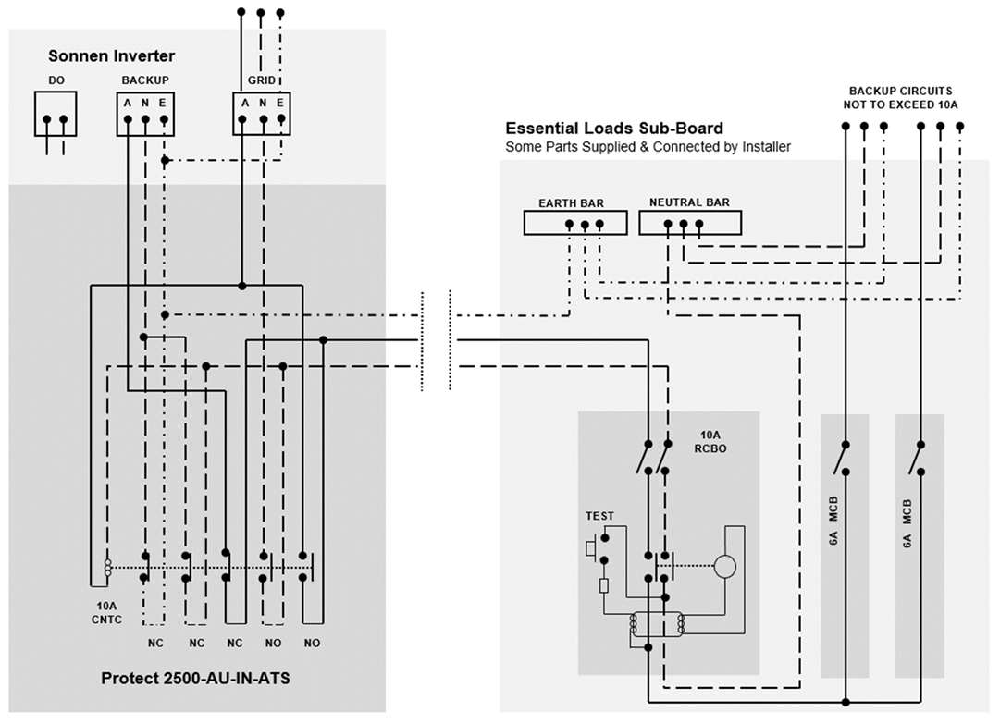 Sonnen Inverter
DO
BACKUP
GRID
A N E
A N E
10A
CNTC
NC
NC
NC
NO
NO
Protect 2500-AU-IN-ATS
Essential Loads Sub-Board
Some Parts Supplied & Connected by Installer
BACKUP CIRCUITS
NOT TO EXCEED 10A
EARTH BAR
NEUTRAL BAR
10A
RCBO
TEST
6A MCB
6A MCB